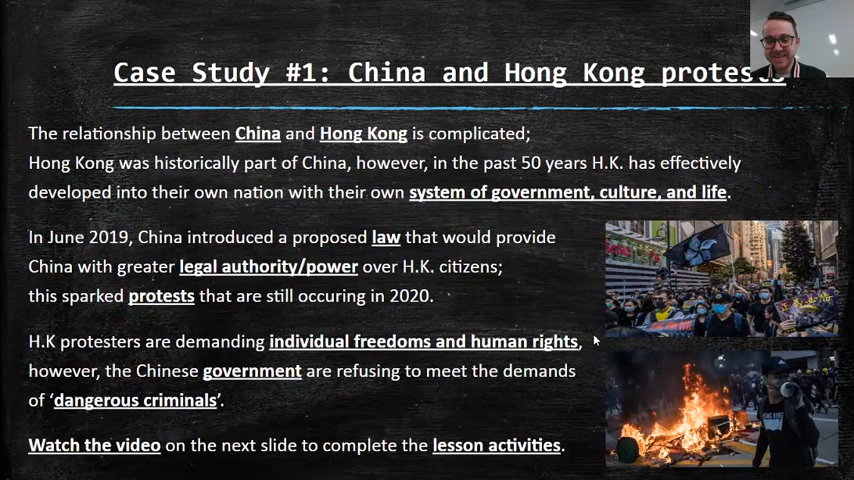 Case Study #1: China and Hong Kong protests
The relationship between China and Hong Kong is complicated;
Hong Kong was historically part of China, however, in the past 50 years H.K. has effectively
developed into their own nation with their own system of government, culture, and life.
In June 2019, China introduced a proposed law that would provide
China with greater legal authority/power over H.K. citizens;
this sparked protests that are still occuring in 2020.
H.K protesters are demanding individual freedoms and human rights,
however, the Chinese government are refusing to meet the demands
of ‘dangerous criminals’.
Watch the video on the next slide to complete the lesson activities.